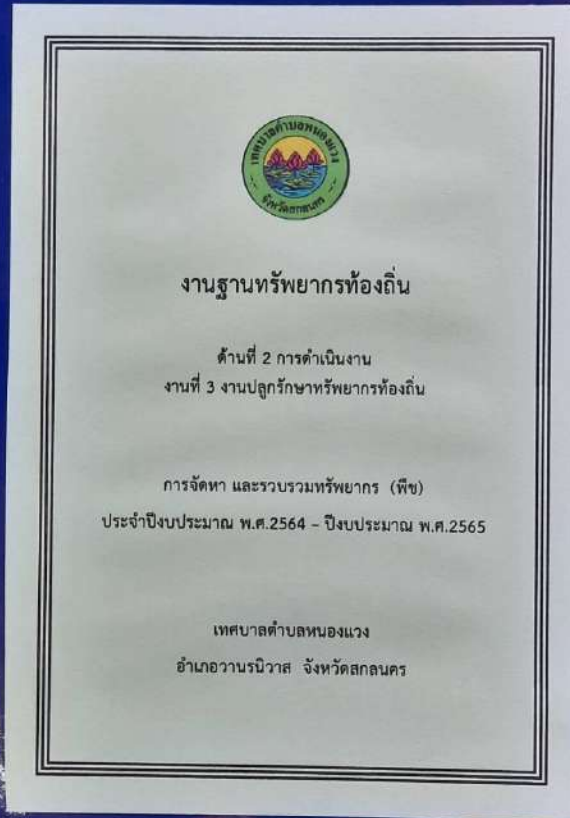 เทศบาลตำบลหนองแวง
จังหวัดสกลนคร
งานฐานทรัพยากรท้องถิ่น
ด้านที่ 2 การดำเนินงาน
งานที่ 3 งานปลูกรักษาทรัพยากรท้องถิ่น
การจัดหา และรวบรวมทรัพยากร (พืช)
ประจำปีงบประมาณ พ.ศ.2564 – ปีงบประมาณ พ.ศ.2565
เทศบาลตำบลหนองแวง
อำเภอวานรนิวาส จังหวัดสกลนคร